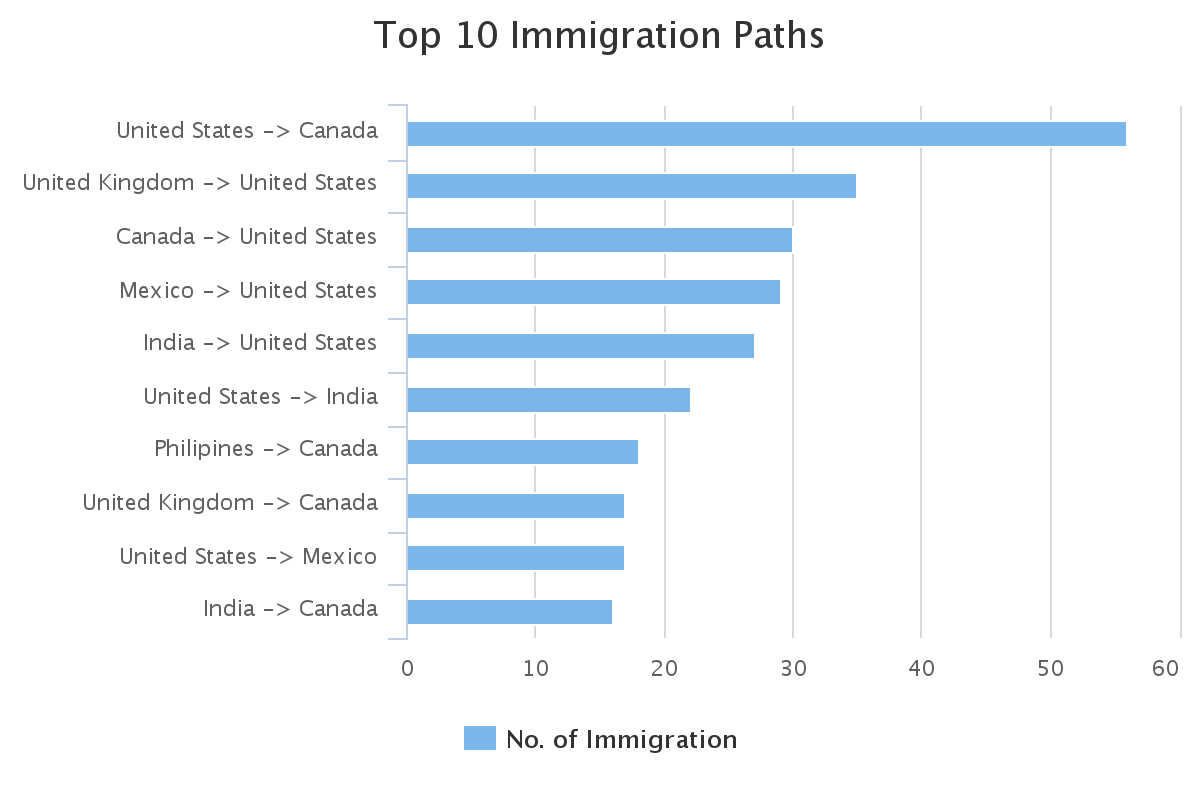 Top 10 Immigration Paths
United States -> Canada
United Kingdom -> United States
Canada -> United States
Mexico -> United States
India -> United States
United States -> India
Philipines -> Canada
United Kingdom -> Canada
United States -> Mexico
India -> Canada
0 10 20 30 40 50 60
No. of Immigration